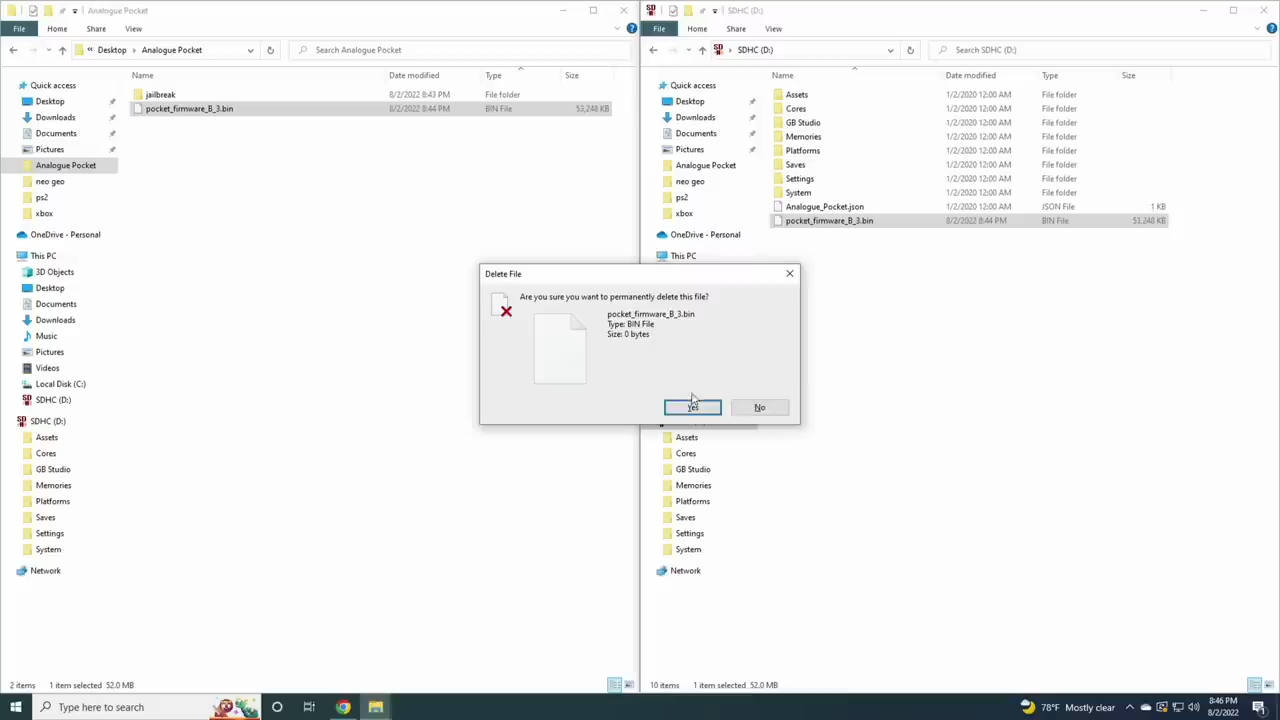 Analogue Pocket
File Home Share View
Desktop Analogue Pocket
Search Analogue Pocket
Name Date modified Type Size
jailbreak 8/2/2022 8:43 PM File folder
pocket_firmware_B_3.bin 8/2/2022 8:44 PM BIN File 53,248 KB
Quick access
Desktop
Downloads
Documents
Pictures
Analogue Pocket
neo geo
ps2
xbox
OneDrive - Personal
This PC
3D Objects
Desktop
Documents
Downloads
Music
Pictures
Videos
Local Disk (C:)
SDHC (D:)
SDHC (D:)
Assets
Cores
GB Studio
Memories
Platforms
Saves
Settings
System
Network
2 items 1 item selected 52.0 MB
SDHC (D:)
File Home Share View
SDHC (D:)
Search SDHC (D:)
Name Date modified Type Size
Assets 1/2/2020 12:00 AM File folder
Cores 1/2/2020 12:00 AM File folder
GB Studio 1/2/2020 12:00 AM File folder
Memories 1/2/2020 12:00 AM File folder
Platforms 1/2/2020 12:00 AM File folder
Saves 1/2/2020 12:00 AM File folder
Settings 1/2/2020 12:00 AM File folder
System 1/2/2020 12:00 AM File folder
Analogue_Pocket.json 1/2/2020 12:00 AM JSON File 1 KB
pocket_firmware_B_3.bin 8/2/2022 8:44 PM BIN File 53,248 KB
Quick access
Desktop
Downloads
Documents
Pictures
Analogue Pocket
neo geo
ps2
xbox
OneDrive - Personal
This PC
Assets
Cores
GB Studio
Memories
Platforms
Saves
Settings
System
Network
10 items 1 item selected 52.0 MB
Delete File
Are you sure you want to permanently delete this file?
pocket_firmware_B_3.bin
Type: BIN File
Size: 0 bytes
Yes No
Type here to search
78°F Mostly clear
8:46 PM
8/2/2022